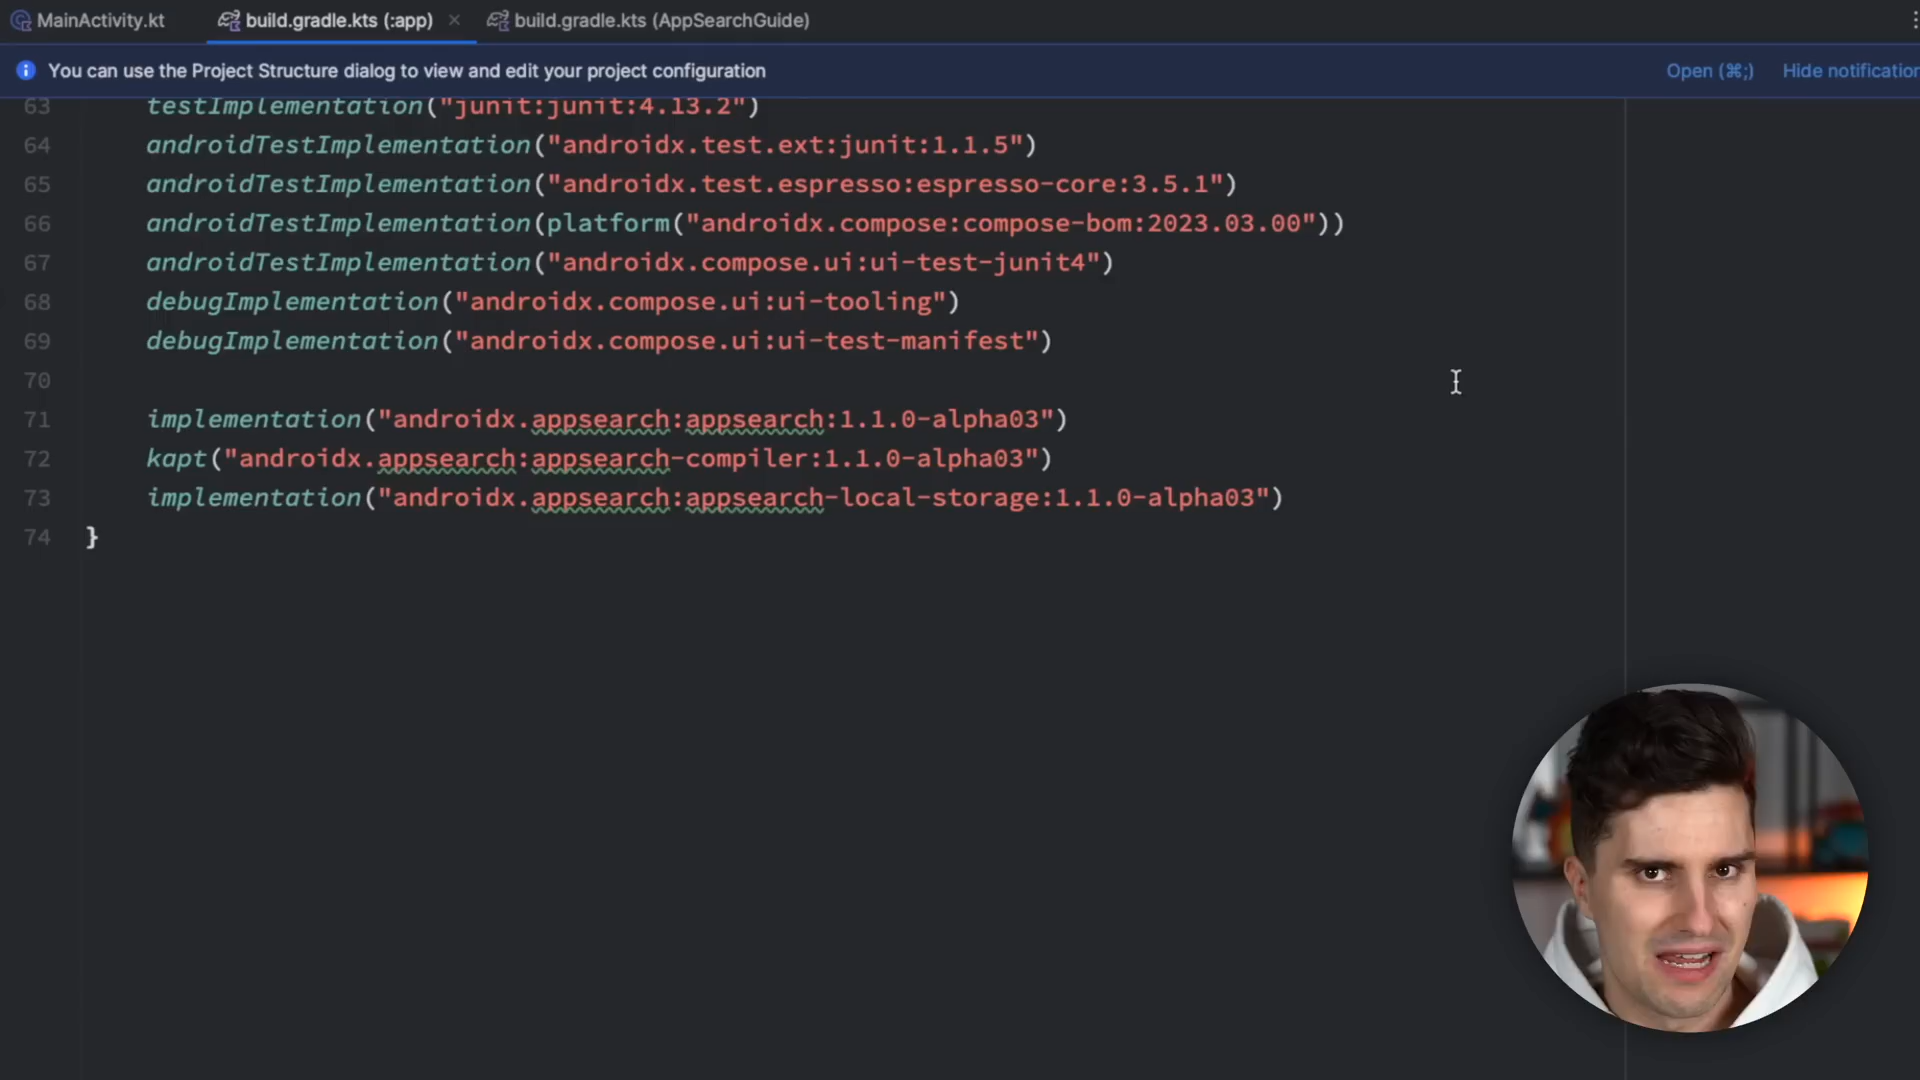 MainActivity.kt
build.gradle.kts (:app)
build.gradle.kts (AppSearchGuide)
You can use the Project Structure dialog to view and edit your project configuration
Open (⌘;)
Hide notification
63 testImplementation("junit:junit:4.13.2")
64 androidTestImplementation("androidx.test.ext:junit:1.1.5")
65 androidTestImplementation("androidx.test.espresso:espresso-core:3.5.1")
66 androidTestImplementation(platform("androidx.compose:compose-bom:2023.03.00"))
67 androidTestImplementation("androidx.compose.ui:ui-test-junit4")
68 debugImplementation("androidx.compose.ui:ui-tooling")
69 debugImplementation("androidx.compose.ui:ui-test-manifest")
70
71 implementation("androidx.appsearch:appsearch:1.1.0-alpha03")
72 kapt("androidx.appsearch:appsearch-compiler:1.1.0-alpha03")
73 implementation("androidx.appsearch:appsearch-local-storage:1.1.0-alpha03")
74 }